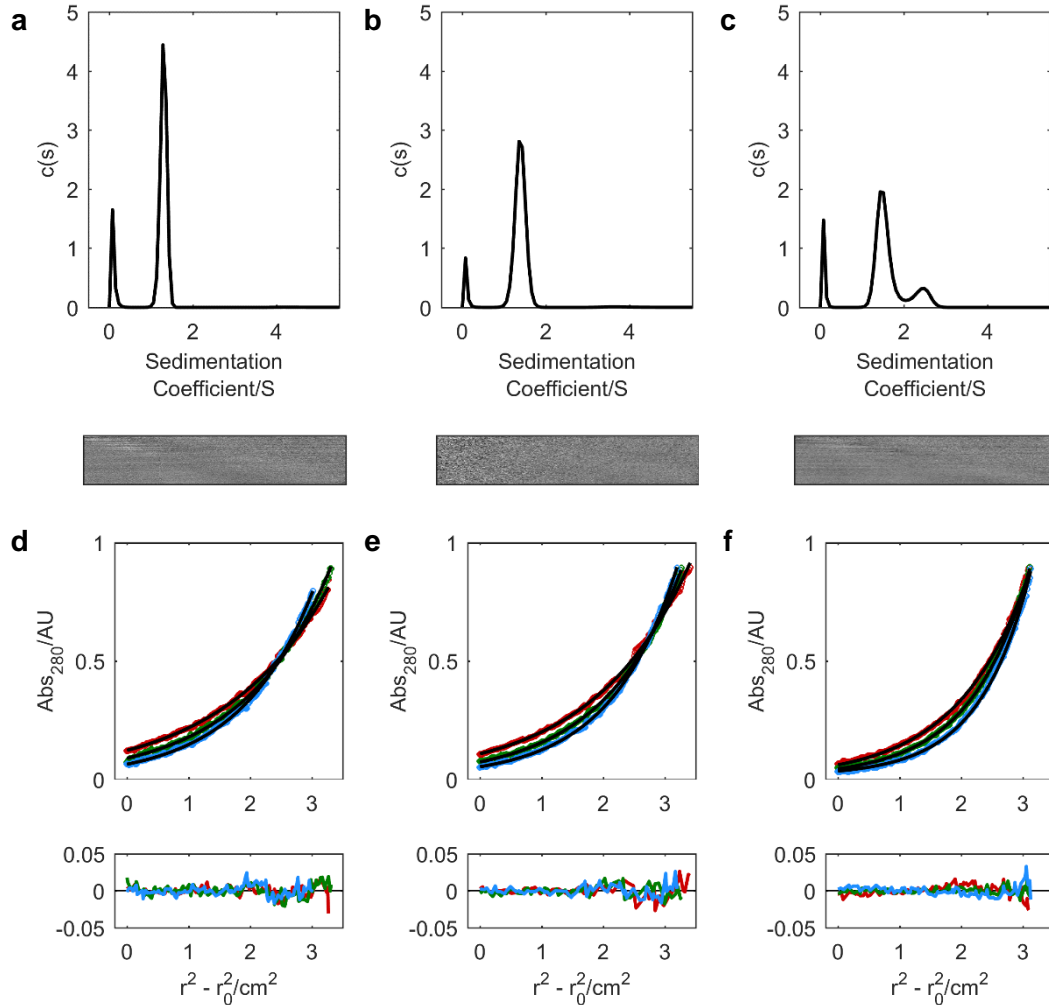 a
5
4
3
2
1
0
c(s)
0 2 4
Sedimentation
Coefficient/S
b
5
4
3
2
1
0
c(s)
0 2 4
Sedimentation
Coefficient/S
c
5
4
3
2
1
0
c(s)
0 2 4
Sedimentation
Coefficient/S
d
1
0.5
0
Abs₂₈₀/AU
0 1 2 3
0.05
0
-0.05
0 1 2 3
r² - r₀²/cm²
e
1
0.5
0
Abs₂₈₀/AU
0 1 2 3
0.05
0
-0.05
0 1 2 3
r² - r₀²/cm²
f
1
0.5
0
Abs₂₈₀/AU
0 1 2 3
0.05
0
-0.05
0 1 2 3
r² - r₀²/cm²